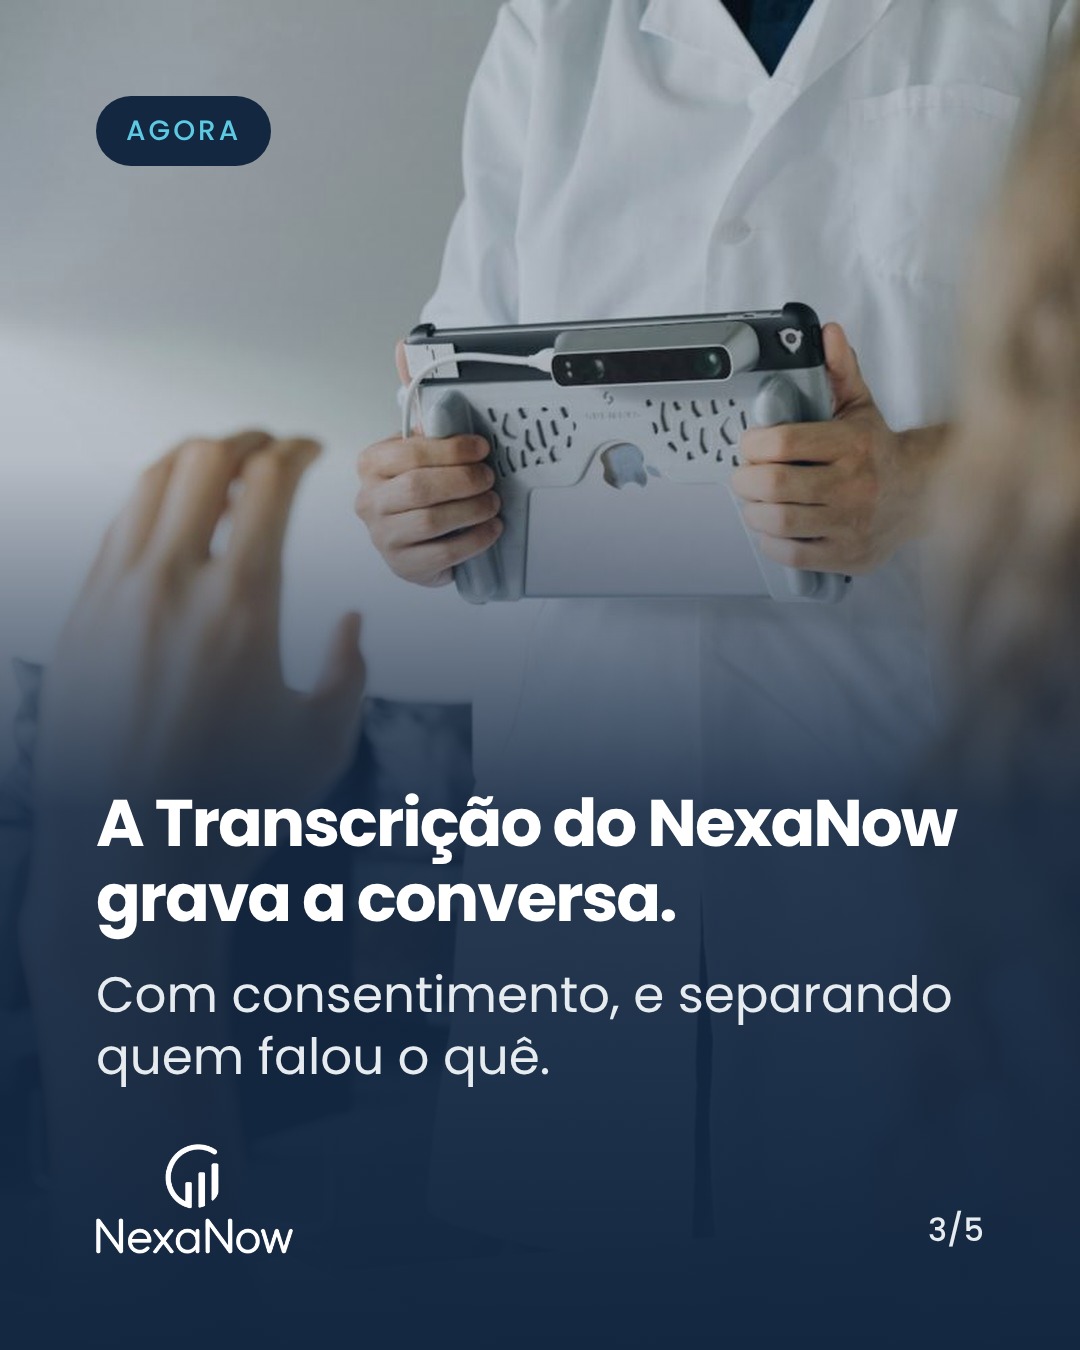 AGORA
A Transcrição do NexaNow
grava a conversa.
Com consentimento, e separando
quem falou o quê.
NexaNow
3/5